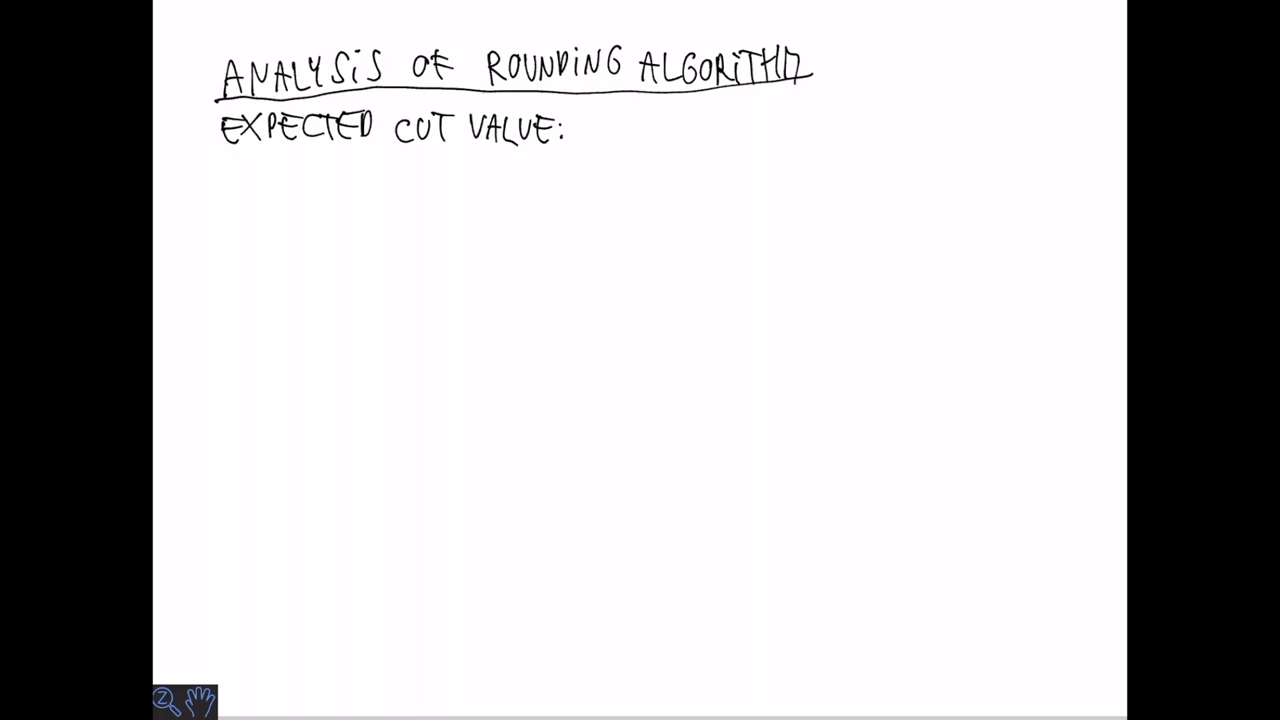 ANALYSIS OF ROUNDING ALGORITHM
EXPECTED CUT VALUE: